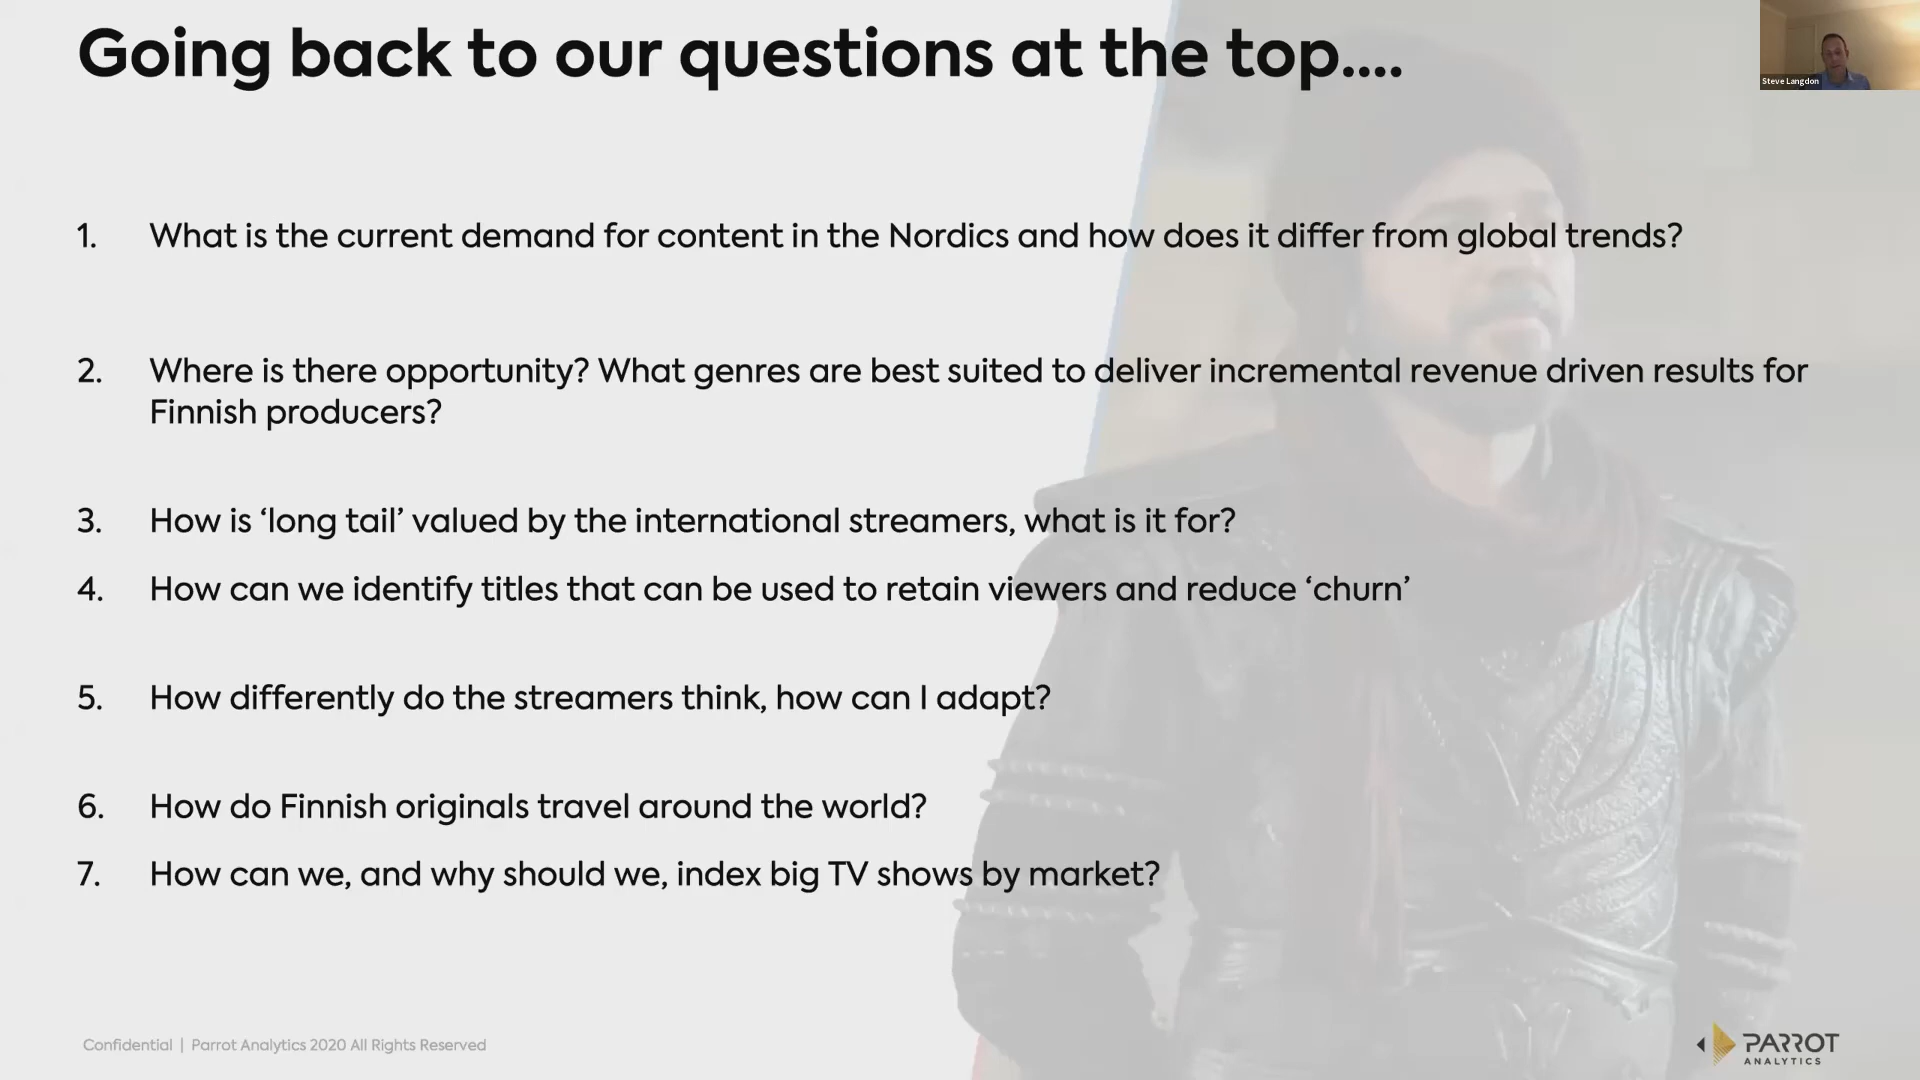 Going back to our questions at the top....
Steve Langdon
1. What is the current demand for content in the Nordics and how does it differ from global trends?
2. Where is there opportunity? What genres are best suited to deliver incremental revenue driven results for
Finnish producers?
3. How is ‘long tail’ valued by the international streamers, what is it for?
4. How can we identify titles that can be used to retain viewers and reduce ‘churn’
5. How differently do the streamers think, how can I adapt?
6. How do Finnish originals travel around the world?
7. How can we, and why should we, index big TV shows by market?
Confidential | Parrot Analytics 2020 All Rights Reserved
PARROT
ANALYTICS